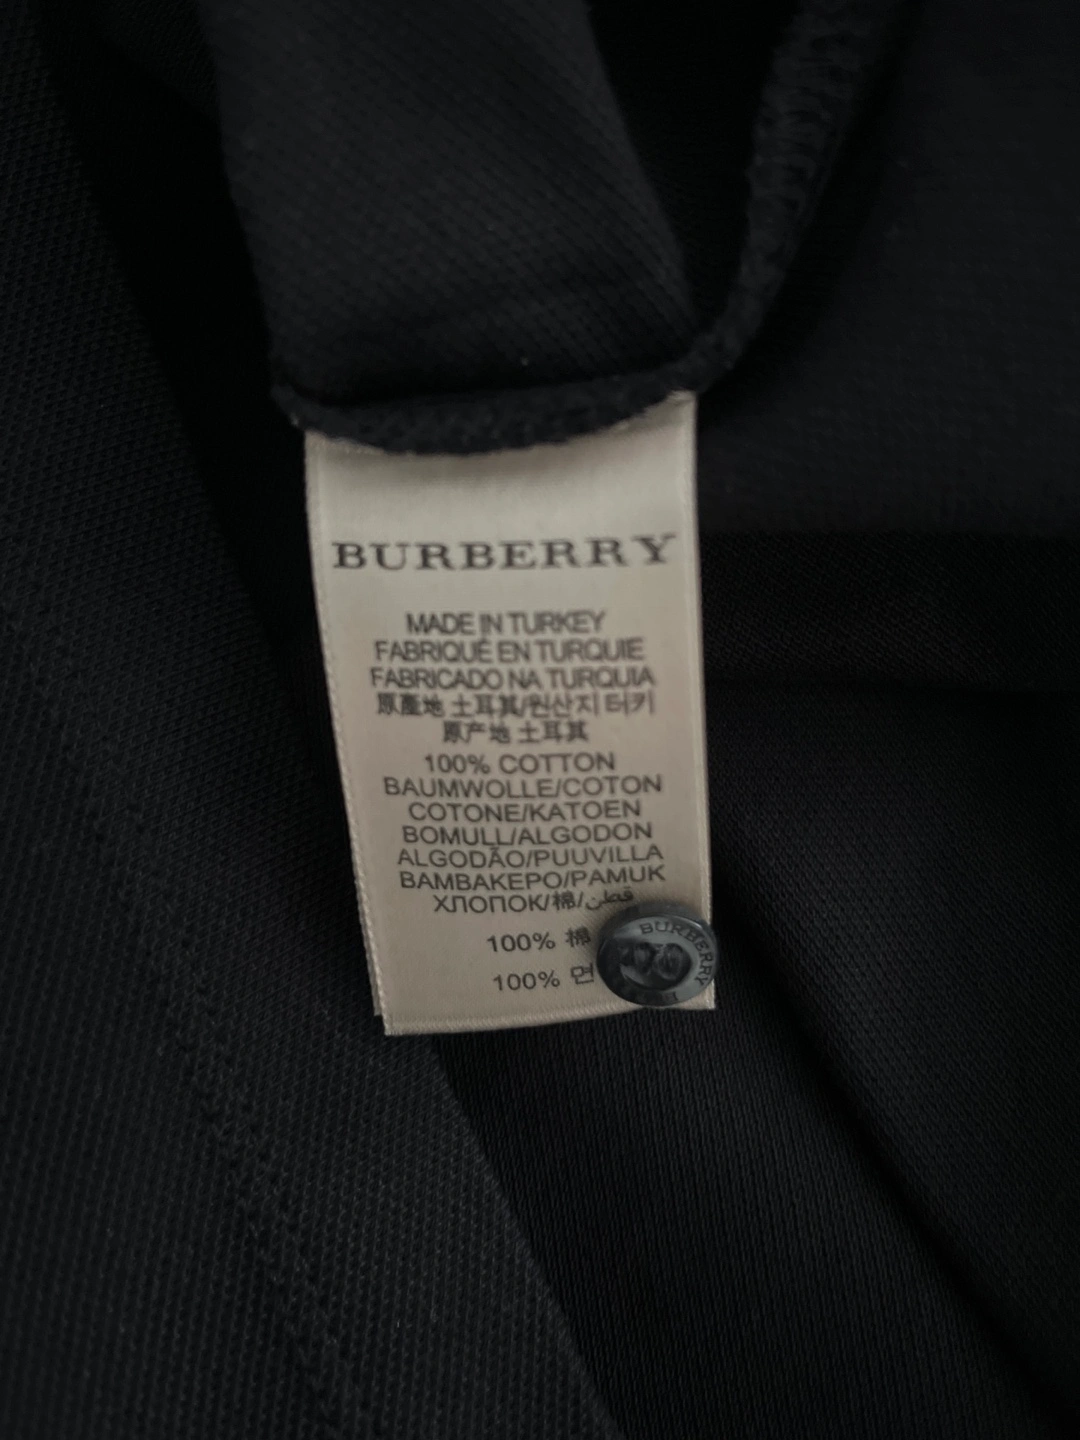 BURBERRY
MADE IN TURKEY
FABRIQUÉ EN TURQUIE
FABRICADO NA TURQUIA
原產地 土耳其/원산지 터키
原产地 土耳其
100% COTTON
BAUMWOLLE/COTON
COTONE/KATOEN
BOMULL/ALGODON
ALGODÃO/PUUVILLA
BAMBAKEPO/PAMUK
ХЛОПОК/棉/قطن
100% 棉
100% 면
BURBERRY